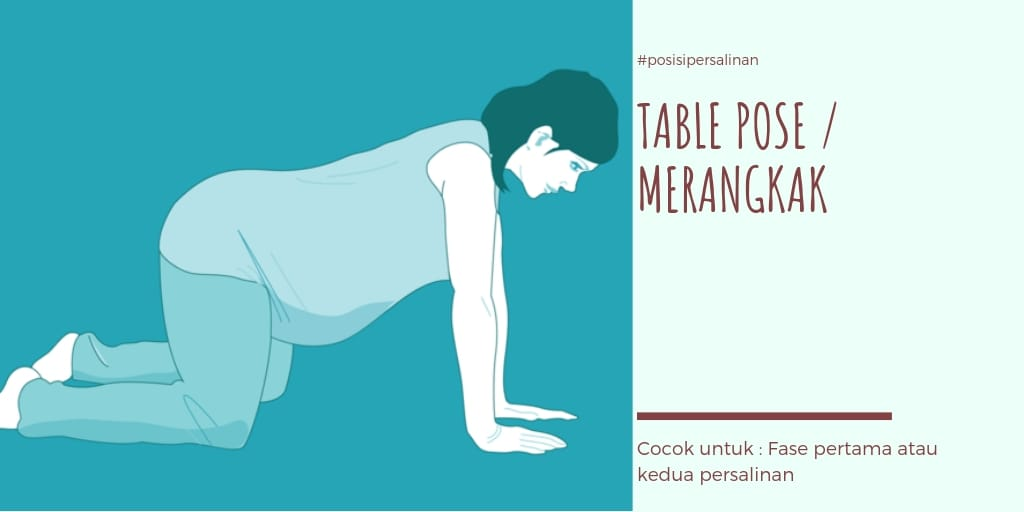 #posisipersalinan
TABLE POSE /
MERANGKAK
Cocok untuk : Fase pertama atau
kedua persalinan